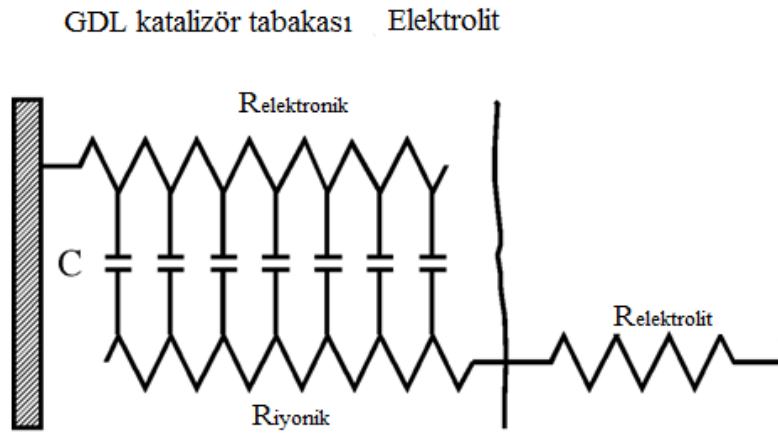 GDL katalizör tabakası Elektrolit
Relektronik
C
Relektrolit
Riyonik